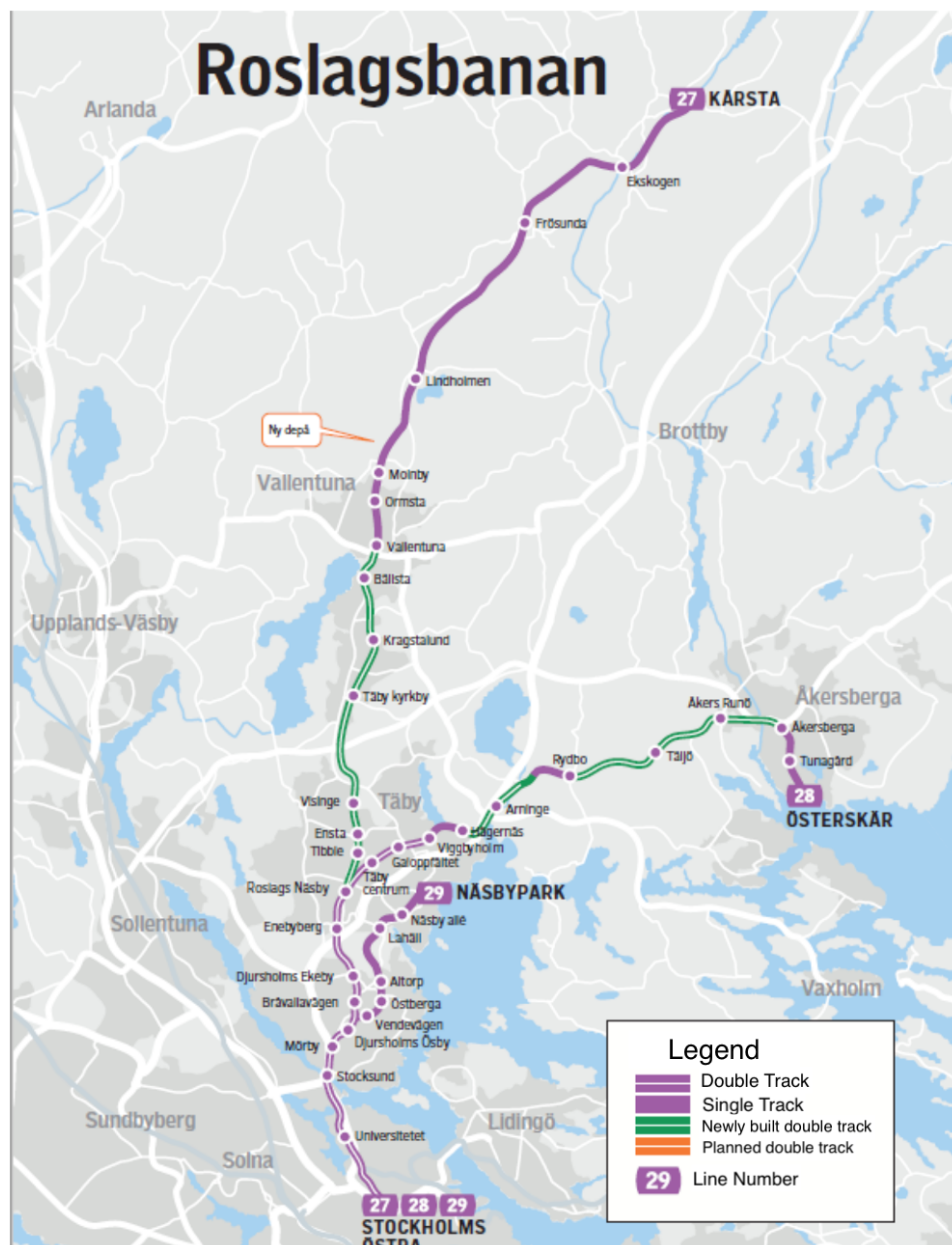 Roslagsbanan
Arlanda
27 KÅRSTA
Ekskogen
Frösunda
Lindholmen
Ny depå
Brottby
Molnby
Vallentuna
Ormsta
Vallentuna
Bällsta
Upplands-Väsby
Kragstalund
Täby kyrkby
Åkersberga
Åkers Runö
Åkersberga
Rydbo
Täljö
Tunagård
28
ÖSTERSKÄR
Visinge
Täby
Arninge
Ensta
Hägernäs
Tibble
Viggbyholm
Galoppfältet
Täby
centrum
Roslags Näsby
29 NÄSBYPARK
Sollentuna
Enebyberg
Näsby allé
Lahäll
Djursholms Ekeby
Altorp
Vaxholm
Bråvallavägen
Östberga
Vendevägen
Djursholms Ösby
Mörby
Stocksund
Sundbyberg
Lidingö
Universitetet
Solna
27 28 29
STOCKHOLMS
ÖSTRA
Legend
Double Track
Single Track
Newly built double track
Planned double track
29 Line Number